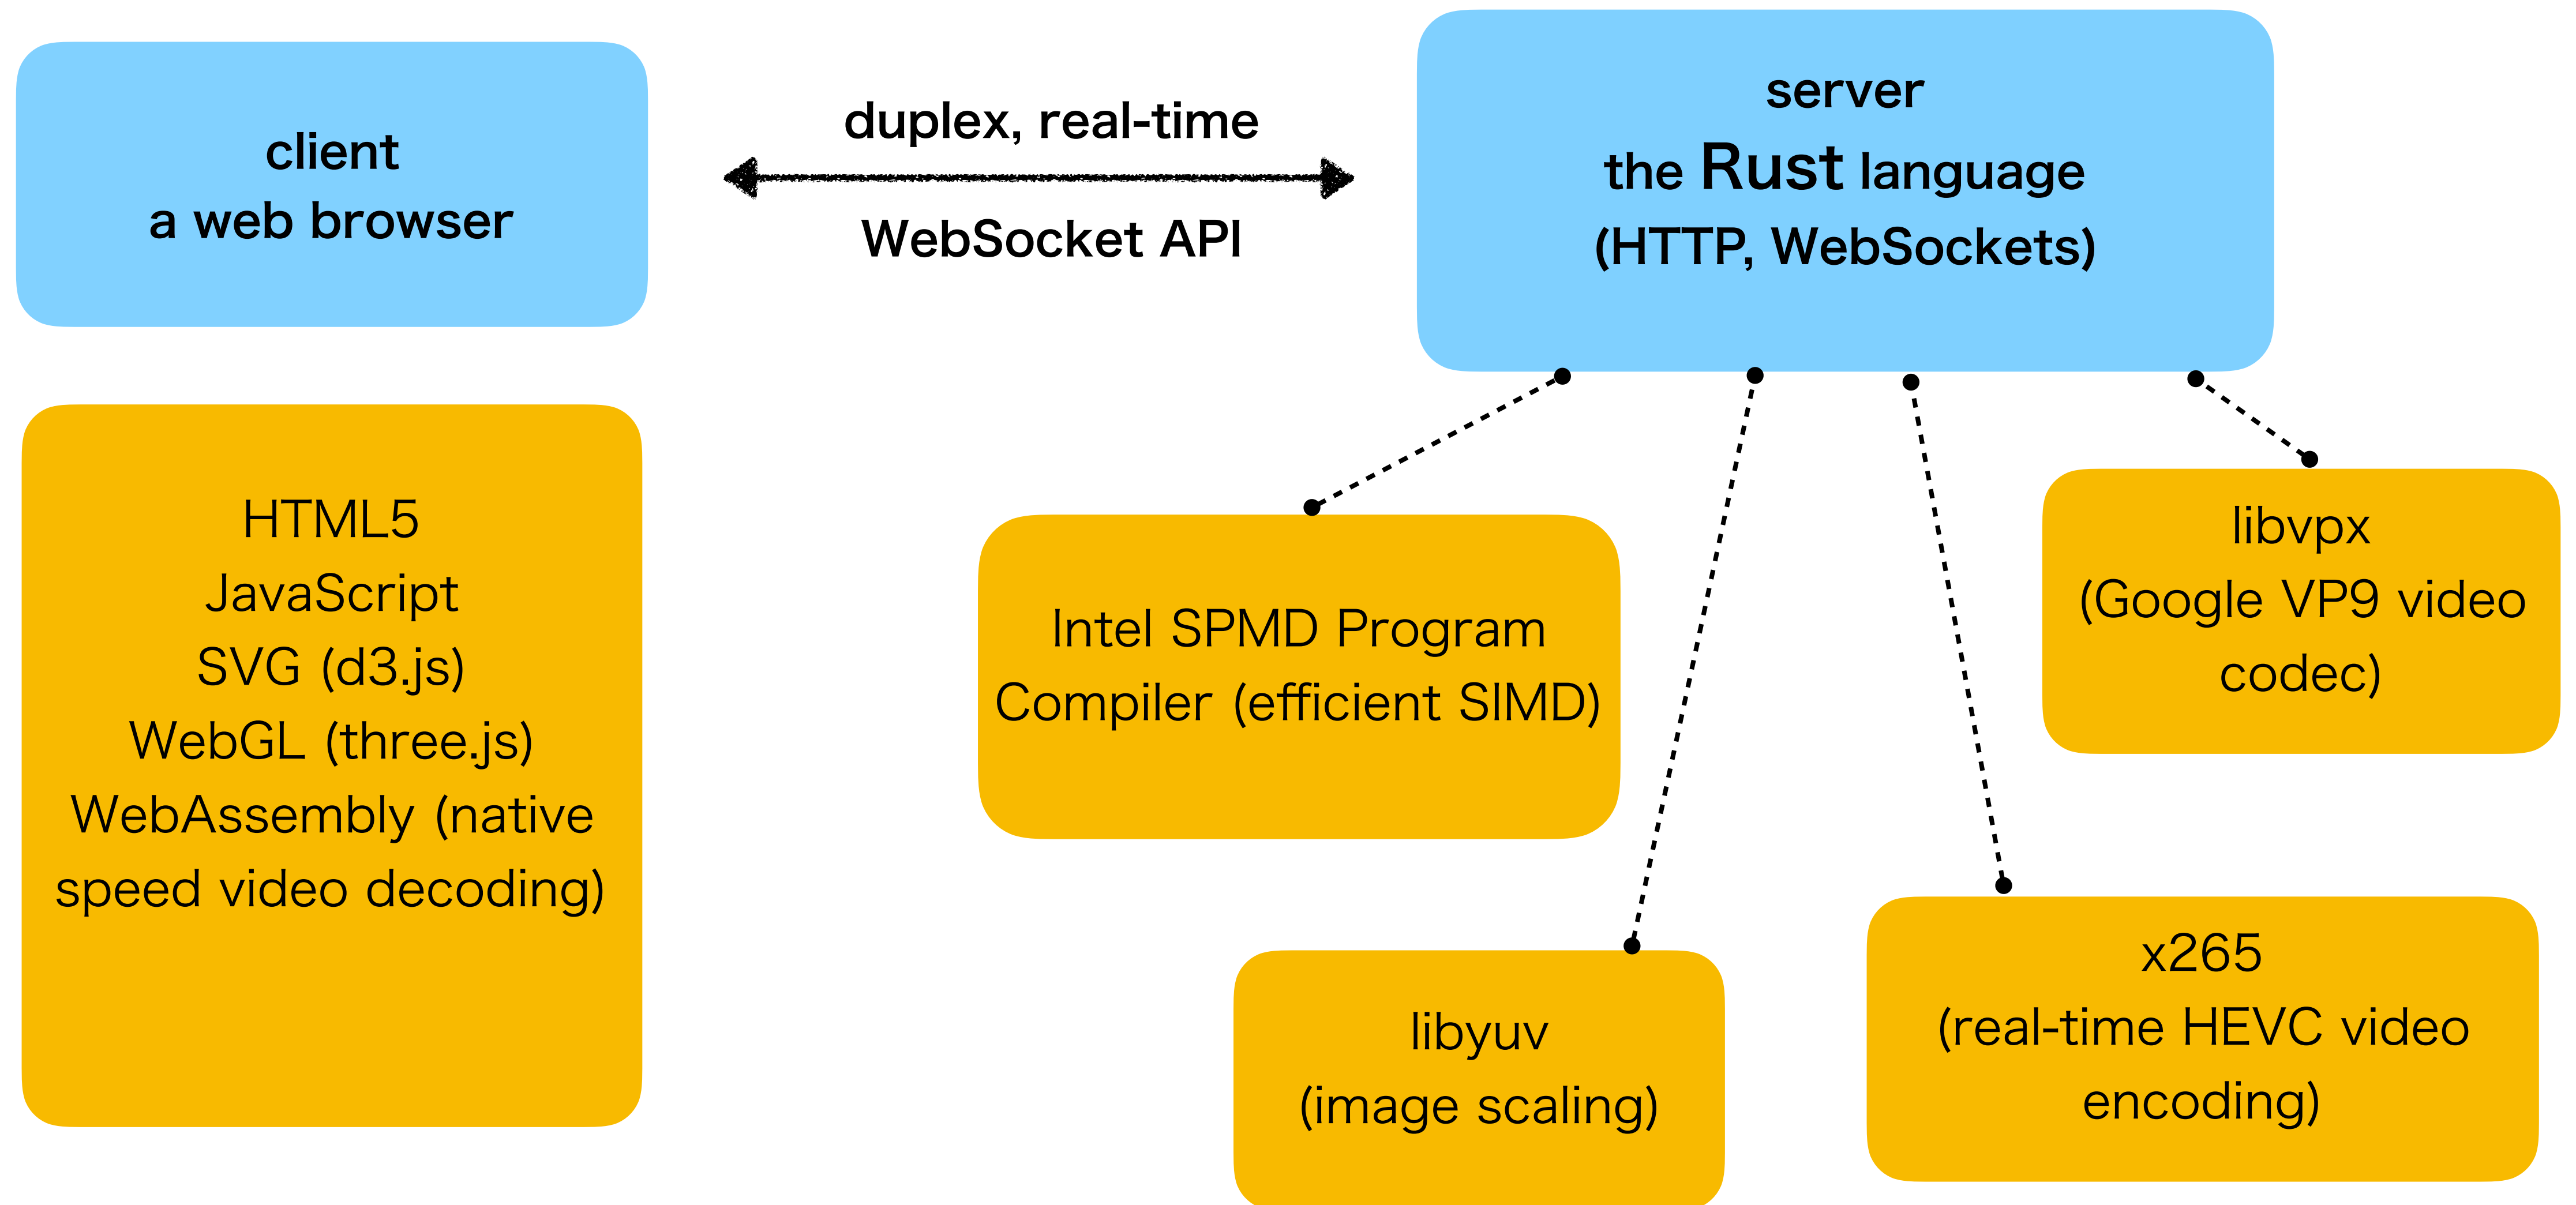 client
a web browser
duplex, real-time
WebSocket API
server
the Rust language
(HTTP, WebSockets)
HTML5
JavaScript
SVG (d3.js)
WebGL (three.js)
WebAssembly (native
speed video decoding)
Intel SPMD Program
Compiler (efficient SIMD)
libyuv
(image scaling)
x265
(real-time HEVC video
encoding)
libvpx
(Google VP9 video
codec)